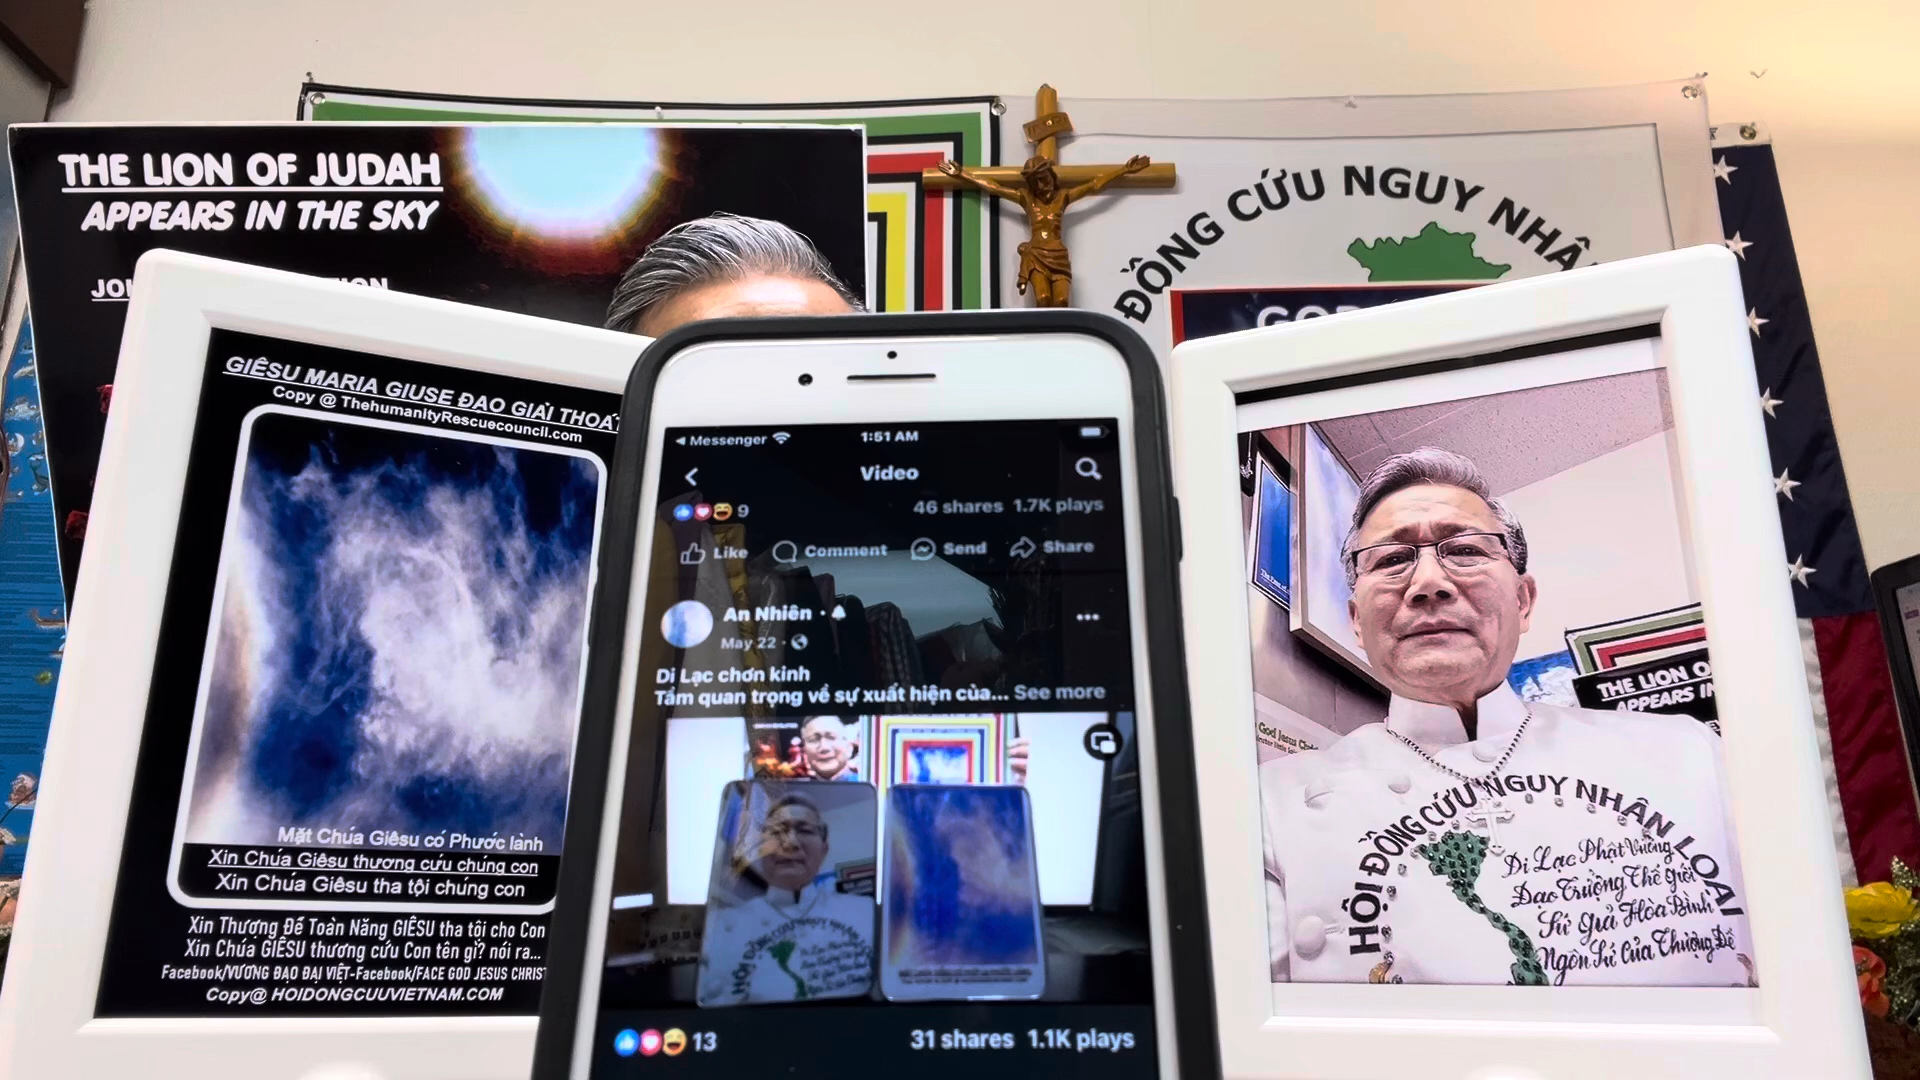 THE LION OF JUDAH
APPEARS IN THE SKY
ĐỒNG CỨU NGUY NHÂ
GIÊSU MARIA GIUSE ĐẠO GIẢI THOÁT
Copy @ ThehumanityRescuecouncil.com
Mặt Chúa Giêsu có Phước lành
Xin Chúa Giêsu thương cứu chúng con
Xin Chúa Giêsu tha tội chúng con
Xin Thượng Đế Toàn Năng GIÊSU tha tội cho Con
Xin Chúa GIÊSU thương cứu Con tên gì? nói ra...
Facebook/VƯƠNG ĐẠO ĐẠI VIỆT-Facebook/FACE GOD JESUS CHRIST
Copy@ HOIDONGCUUVIETNAM.COM
Messenger
1:51 AM
Video
9
46 shares 1.7K plays
Like
Comment
Send
Share
An Nhiên
May 22
Di Lạc chơn kinh
Tầm quan trọng về sự xuất hiện của... See more
13
31 shares 1.1K plays
THE LION O
APPEARS IN
HỘI ĐỒNG CỨU NGUY NHÂN LOẠI
Di Lạc Phật Vương
Đạo Trưởng Thế Giới
Sứ Giả Hòa Bình
Ngôn Sứ Của Thượng Đế